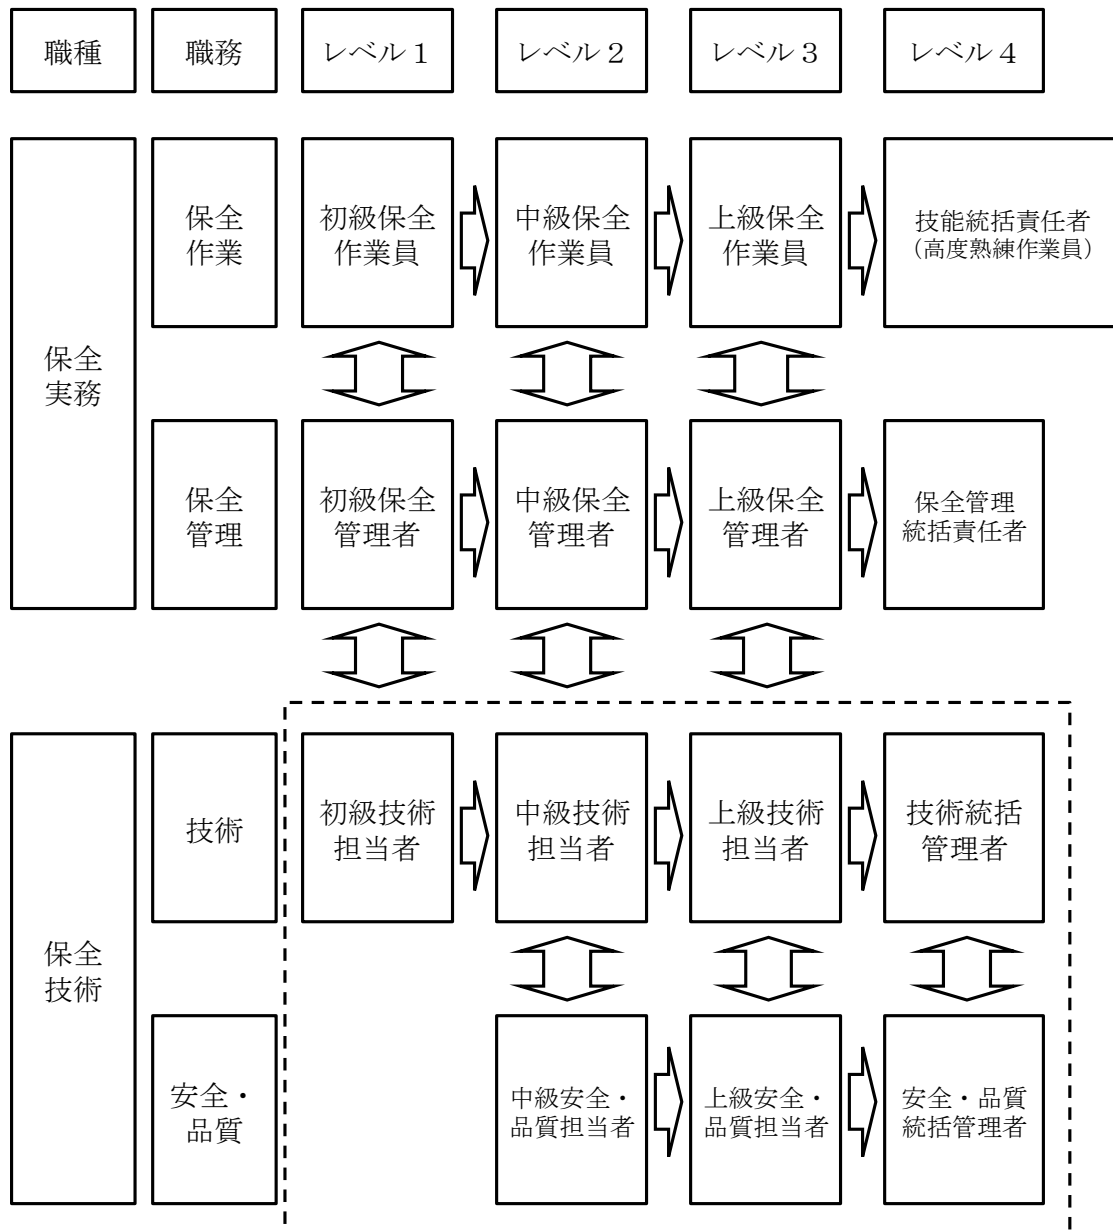 職種
職務
レベル１
レベル２
レベル３
レベル４
保全
実務
保全
作業
初級保全
作業員
中級保全
作業員
上級保全
作業員
技能統括責任者
（高度熟練作業員）
保全
管理
初級保全
管理者
中級保全
管理者
上級保全
管理者
保全管理
統括責任者
保全
技術
技術
初級技術
担当者
中級技術
担当者
上級技術
担当者
技術統括
管理者
安全・
品質
中級安全・
品質担当者
上級安全・
品質担当者
安全・品質
統括管理者